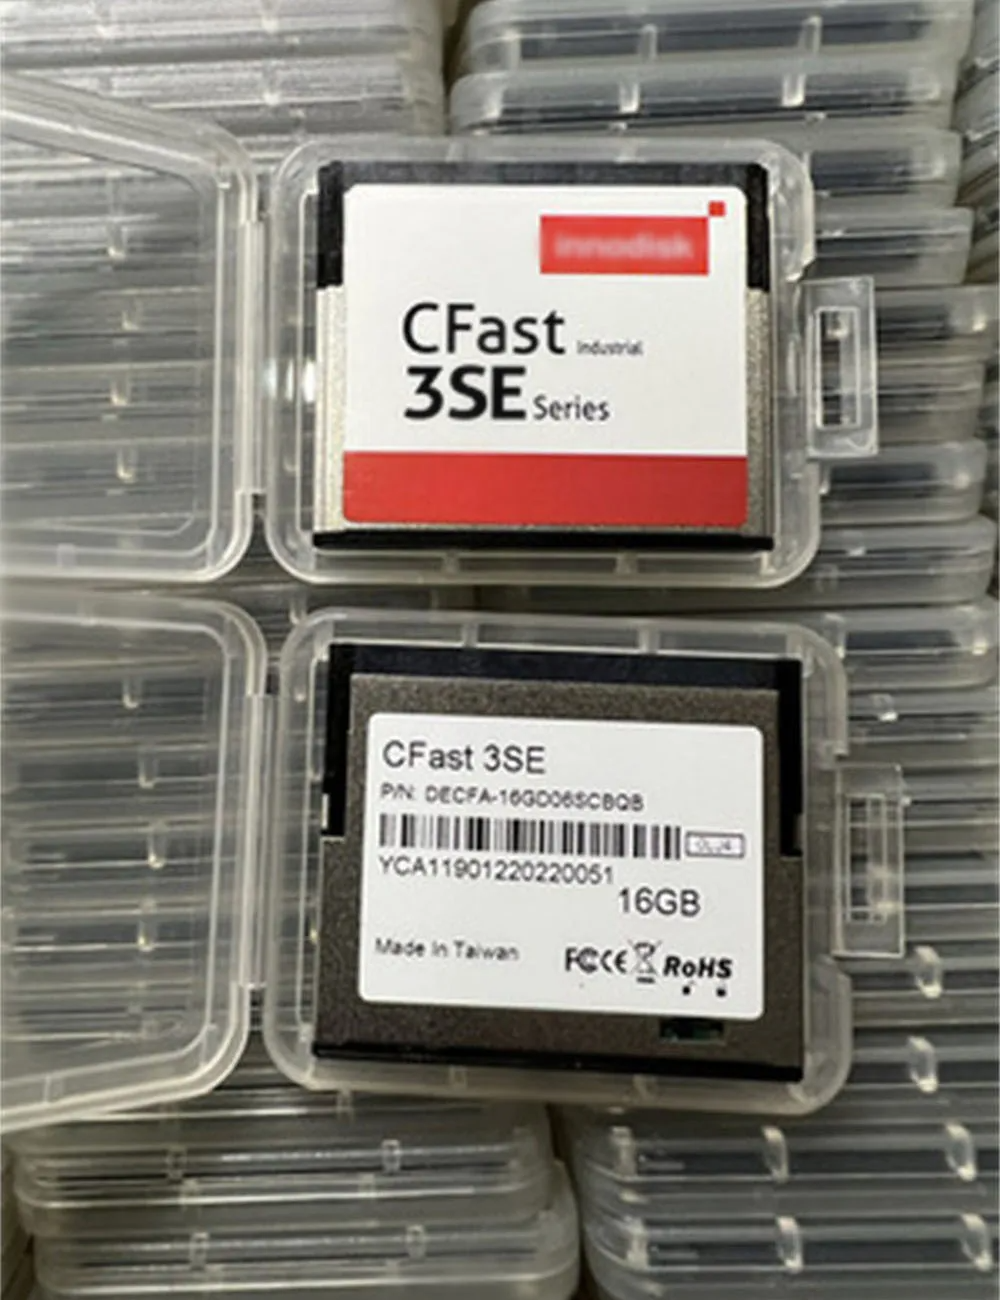 innodisk
CFast Industrial
3SE Series
CFast 3SE
P/N: DECFA-16GD06SCBQB
YCA11901220220051
16GB
Made in Taiwan
FC CE RoHS